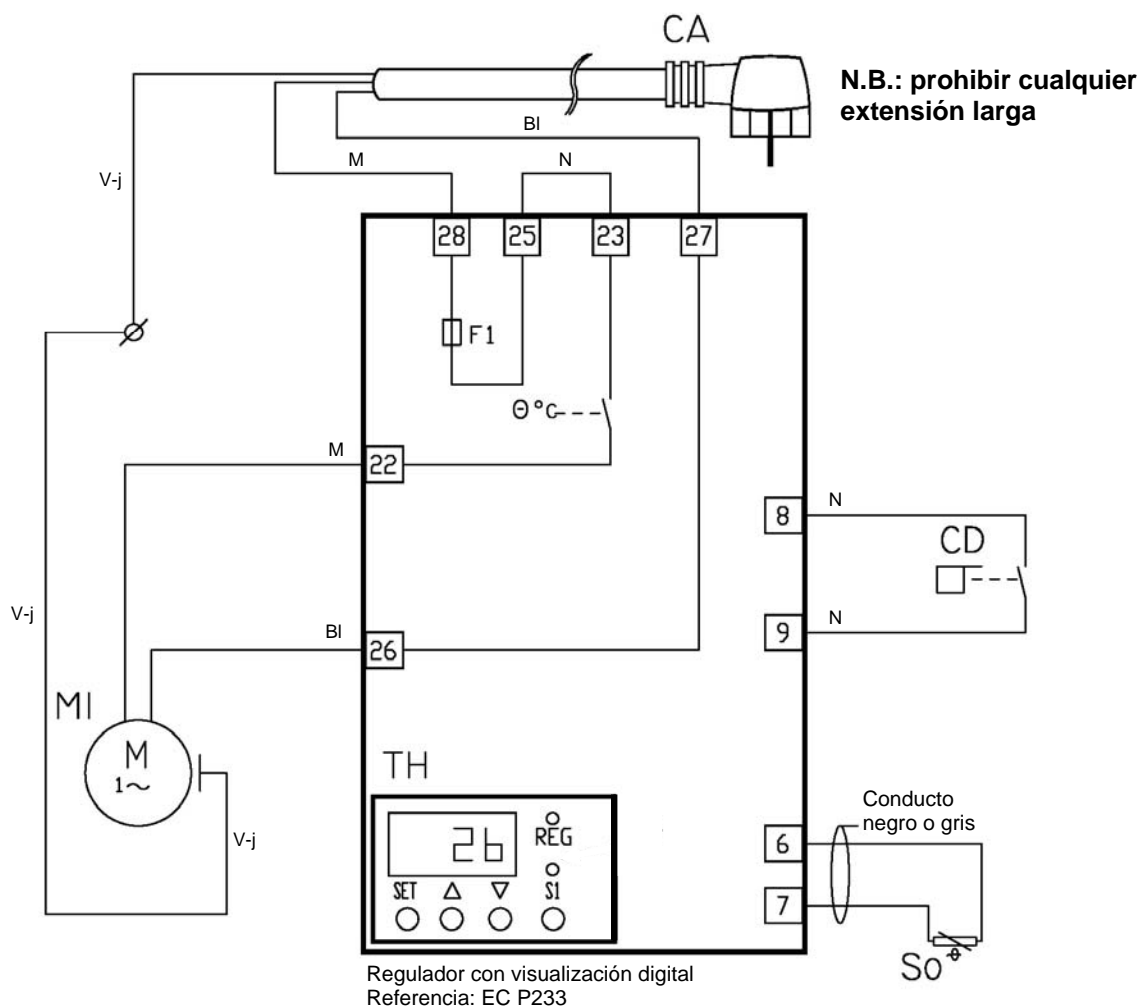 CA
N.B.: prohibir cualquier
extensión larga
Bl
M
N
V-j
28
25
23
27
F1
θ°C
M
22
8
N
CD
V-j
Bl
26
9
N
MI
M
1~
TH
V-j
26
REG
SET
S1
Conducto
negro o gris
6
7
So
Regulador con visualización digital
Referencia: EC P233